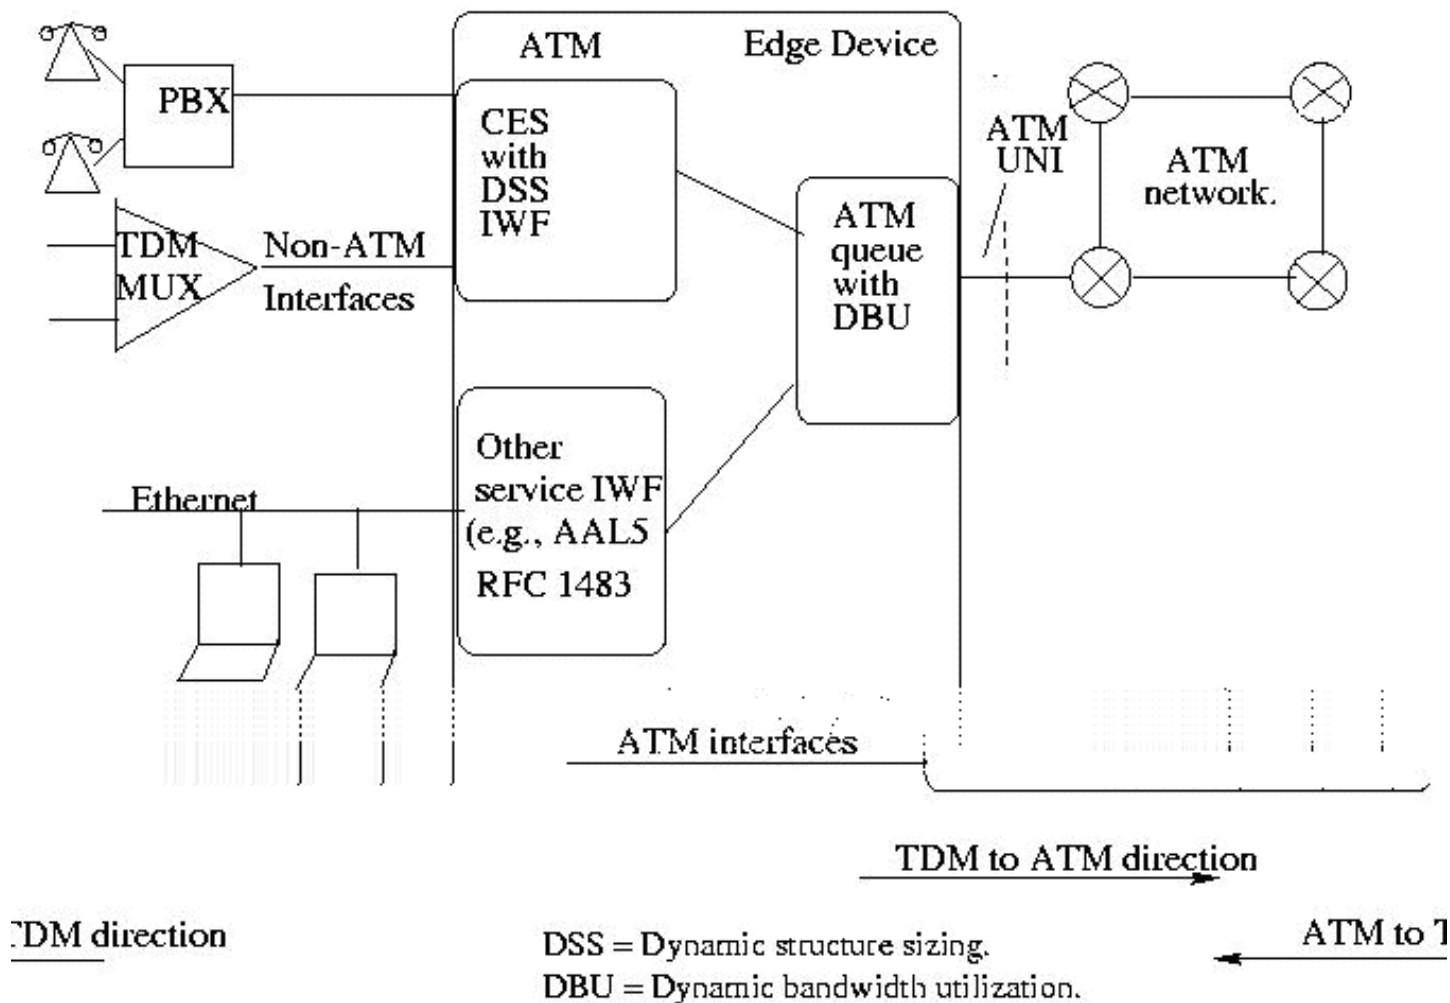 ATM
Edge Device
PBX
CES
with
DSS
IWF
ATM
UNI
ATM
network.
TDM
MUX
Non-ATM
Interfaces
ATM
queue
with
DBU
Other
service IWF
(e.g., AAL5
RFC 1483
Ethernet
ATM interfaces
TDM to ATM direction
TDM direction
ATM to T
DSS = Dynamic structure sizing.
DBU = Dynamic bandwidth utilization.